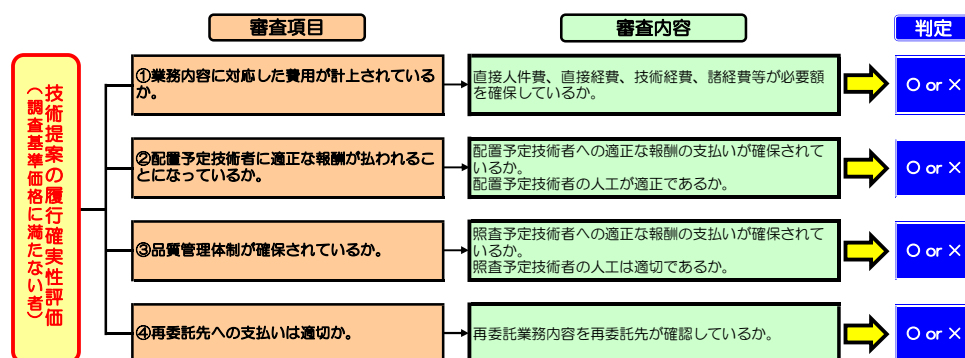 審査項目
審査内容
判定
技術提案の履行確実性評価
（調査基準価格に満たない者）
①業務内容に対応した費用が計上されている
か。
直接人件費、直接経費、技術経費、諸経費等が必要額
を確保しているか。
○ or ×
②配置予定技術者に適正な報酬が払われるこ
とになっているか。
配置予定技術者への適正な報酬の支払いが確保されて
いるか。
配置予定技術者の人工が適正であるか。
○ or ×
③品質管理体制が確保されているか。
照査予定技術者への適正な報酬の支払いが確保されて
いるか。
照査予定技術者の人工は適切であるか。
○ or ×
④再委託先への支払いは適切か。
再委託業務内容を再委託先が確認しているか。
○ or ×